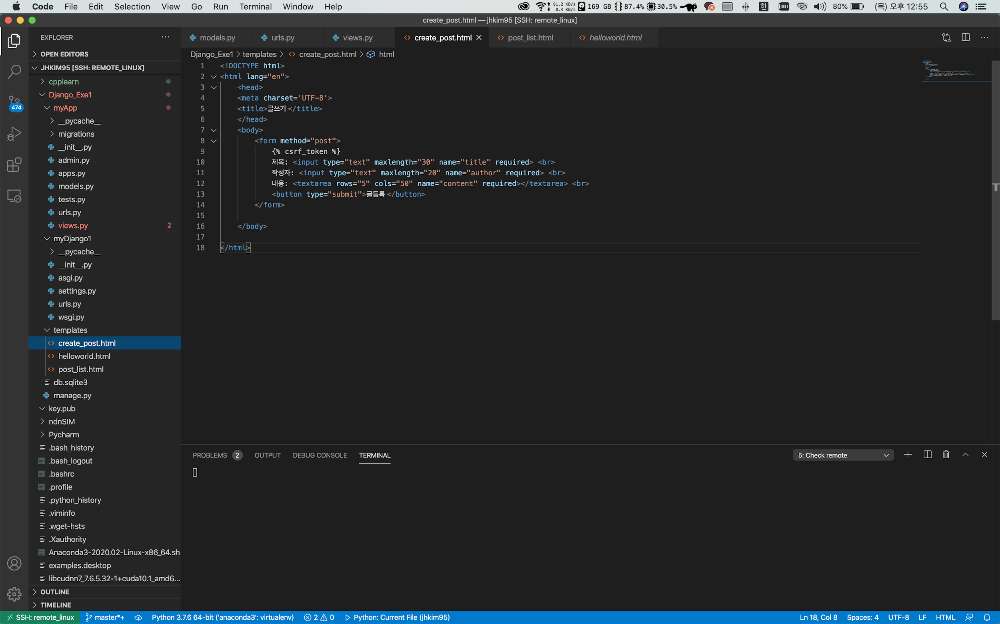 Code File Edit Selection View Go Run Terminal Window Help 91.2 KB/s 8.4 KB/s 169 GB 87.4% 30.5% N 한 80% (목) 오후 12:55
create_post.html — jhkim95 [SSH: remote_linux]
EXPLORER
models.py urls.py views.py create_post.html post_list.html helloworld.html
OPEN EDITORS
Django_Exe1 > templates > create_post.html > html
JHKIM95 [SSH: REMOTE_LINUX]
cpplearn
Django_Exe1
myApp
__pycache__
migrations
__init__.py
admin.py
apps.py
models.py
tests.py
urls.py
views.py 2
myDjango1
__pycache__
__init__.py
asgi.py
settings.py
urls.py
wsgi.py
templates
create_post.html
helloworld.html
post_list.html
db.sqlite3
manage.py
key.pub
ndnSIM
Pycharm
.bash_history
.bash_logout
.bashrc
.profile
.python_history
.viminfo
.wget-hsts
.Xauthority
Anaconda3-2020.02-Linux-x86_64.sh
examples.desktop
libcudnn7_7.6.5.32-1+cuda10.1_amd6...
OUTLINE
TIMELINE
474
1 <!DOCTYPE html>
2 <html lang="en">
3 <head>
4 <meta charset='UTF-8'>
5 <title>글쓰기</title>
6 </head>
7 <body>
8 <form method="post">
9 {% csrf_token %}
10 제목: <input type="text" maxlength="30" name="title" required> <br>
11 작성자: <input type="text" maxlength="20" name="author" required> <br>
12 내용: <textarea rows="5" cols="50" name="content" required></textarea> <br>
13 <button type="submit">글등록</button>
14 </form>
15
16 </body>
17
18 </html>
PROBLEMS 2 OUTPUT DEBUG CONSOLE TERMINAL 5: Check remote
SSH: remote_linux master*+ Python 3.7.6 64-bit ('anaconda3': virtualenv) 2 0 Python: Current File (jhkim95) Ln 18, Col 8 Spaces: 4 UTF-8 LF HTML